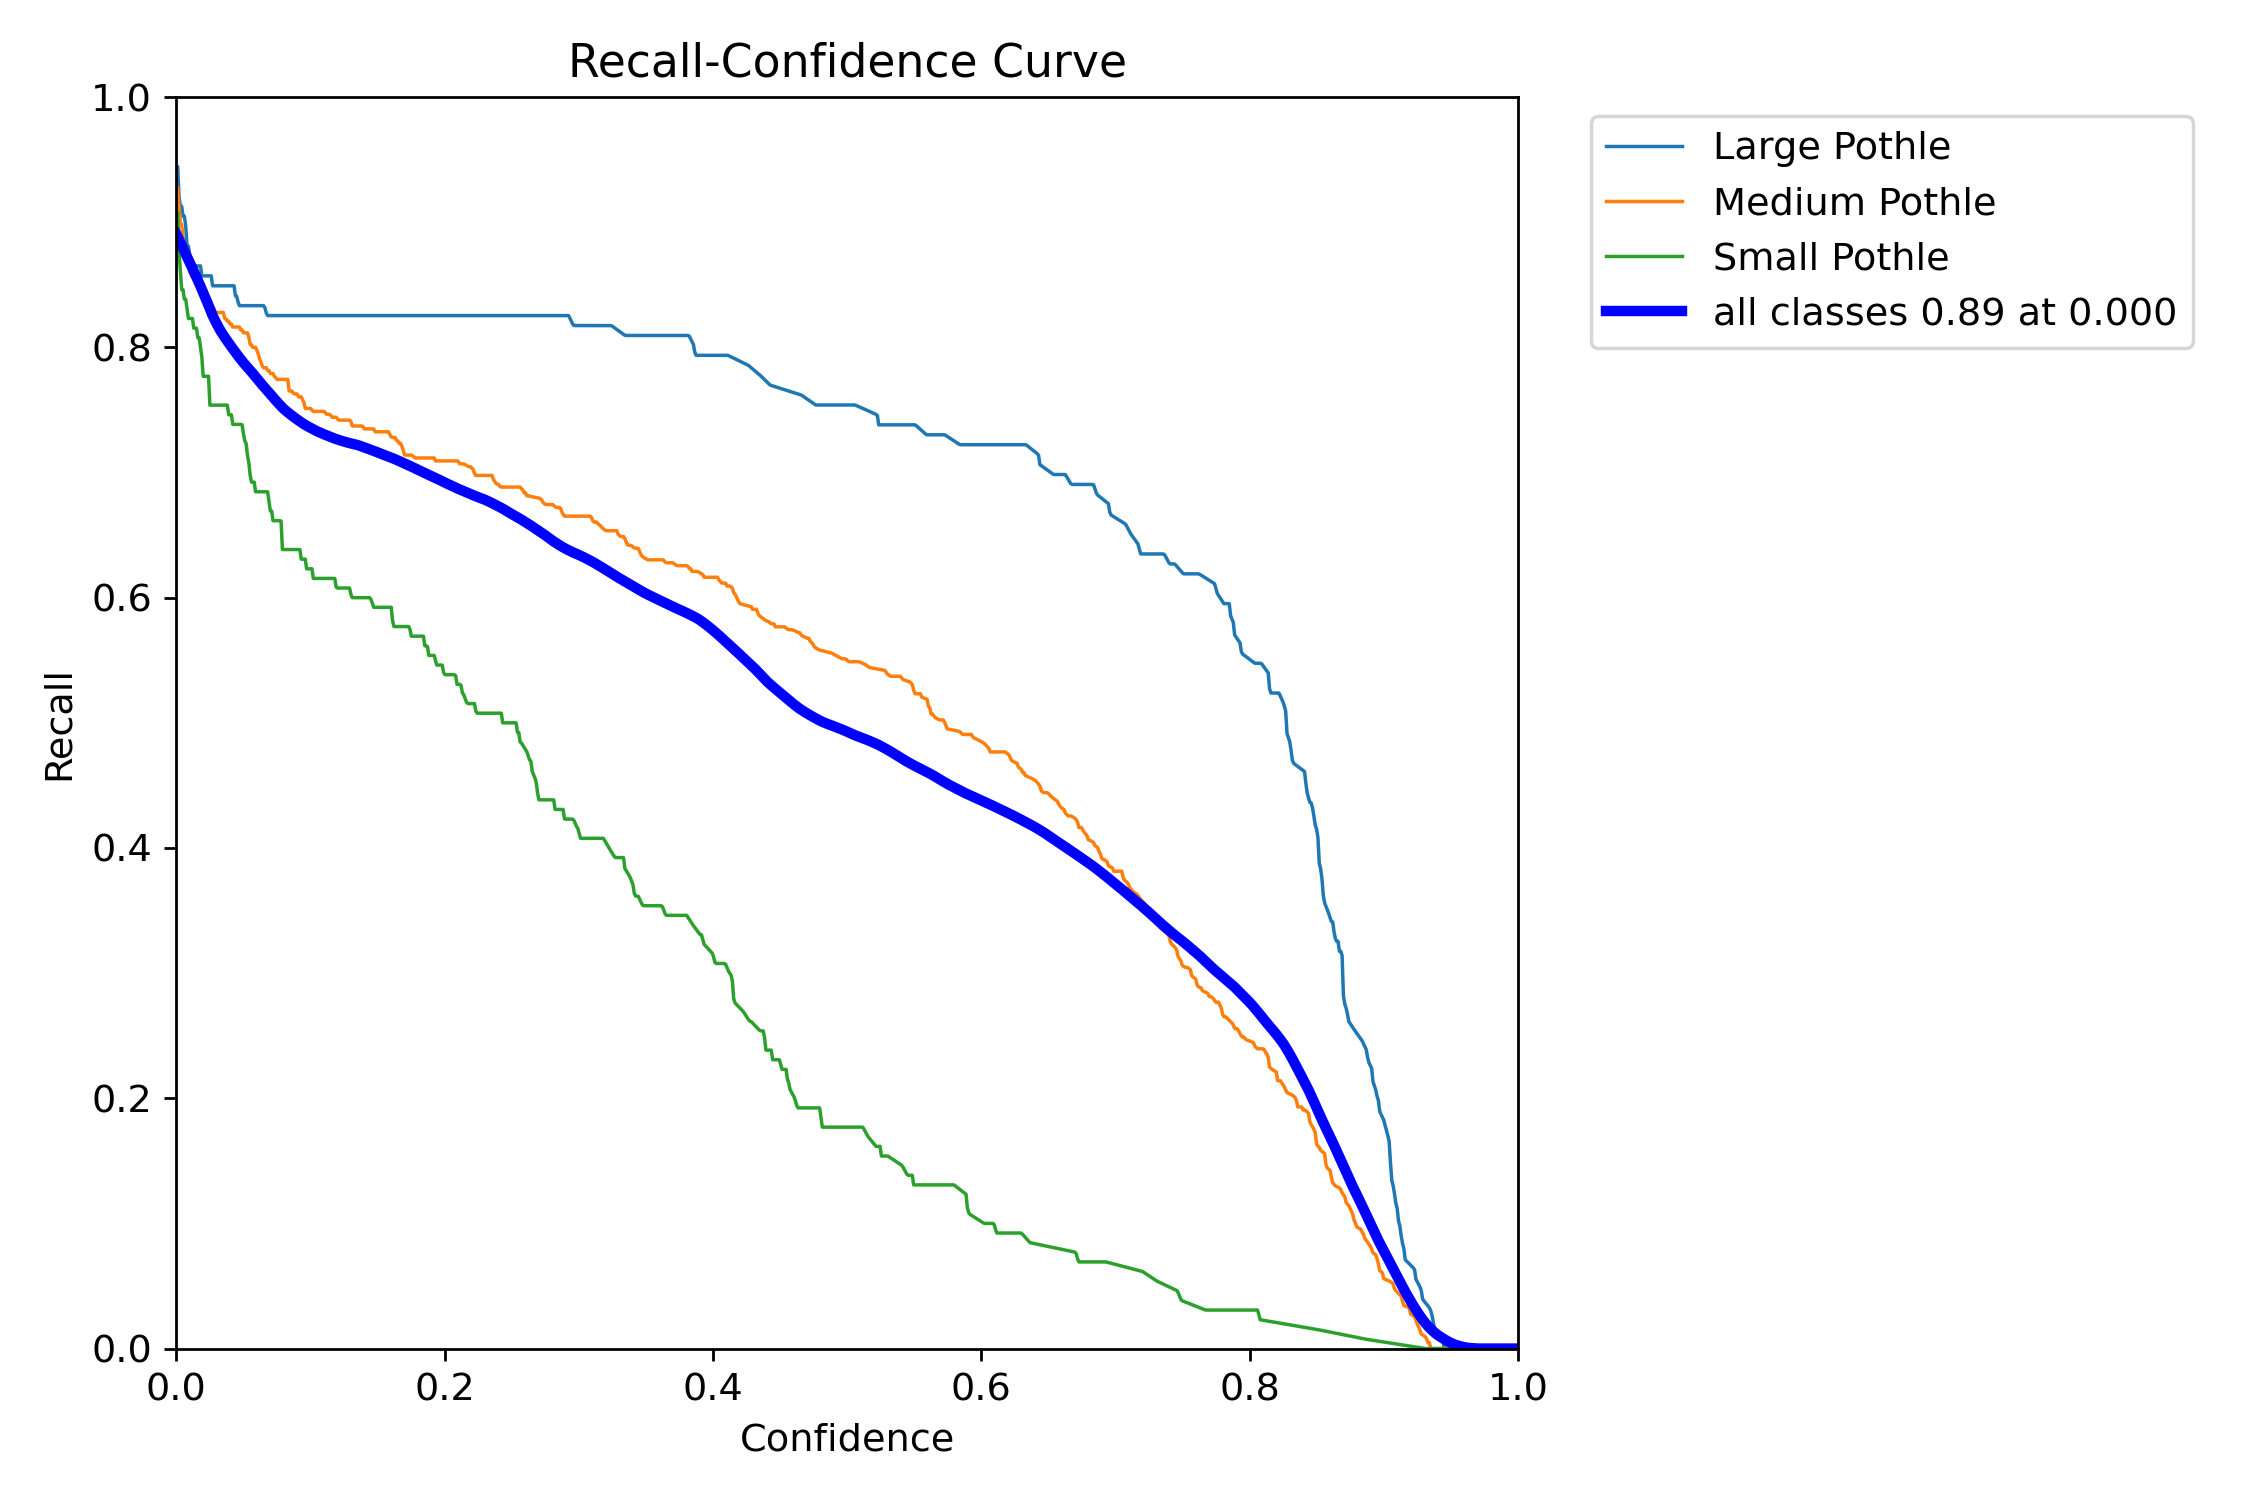 Recall-Confidence Curve
1.0
0.8
0.6
0.4
0.2
0.0
Recall
0.0 0.2 0.4 0.6 0.8 1.0
Confidence
Large Pothle
Medium Pothle
Small Pothle
all classes 0.89 at 0.000